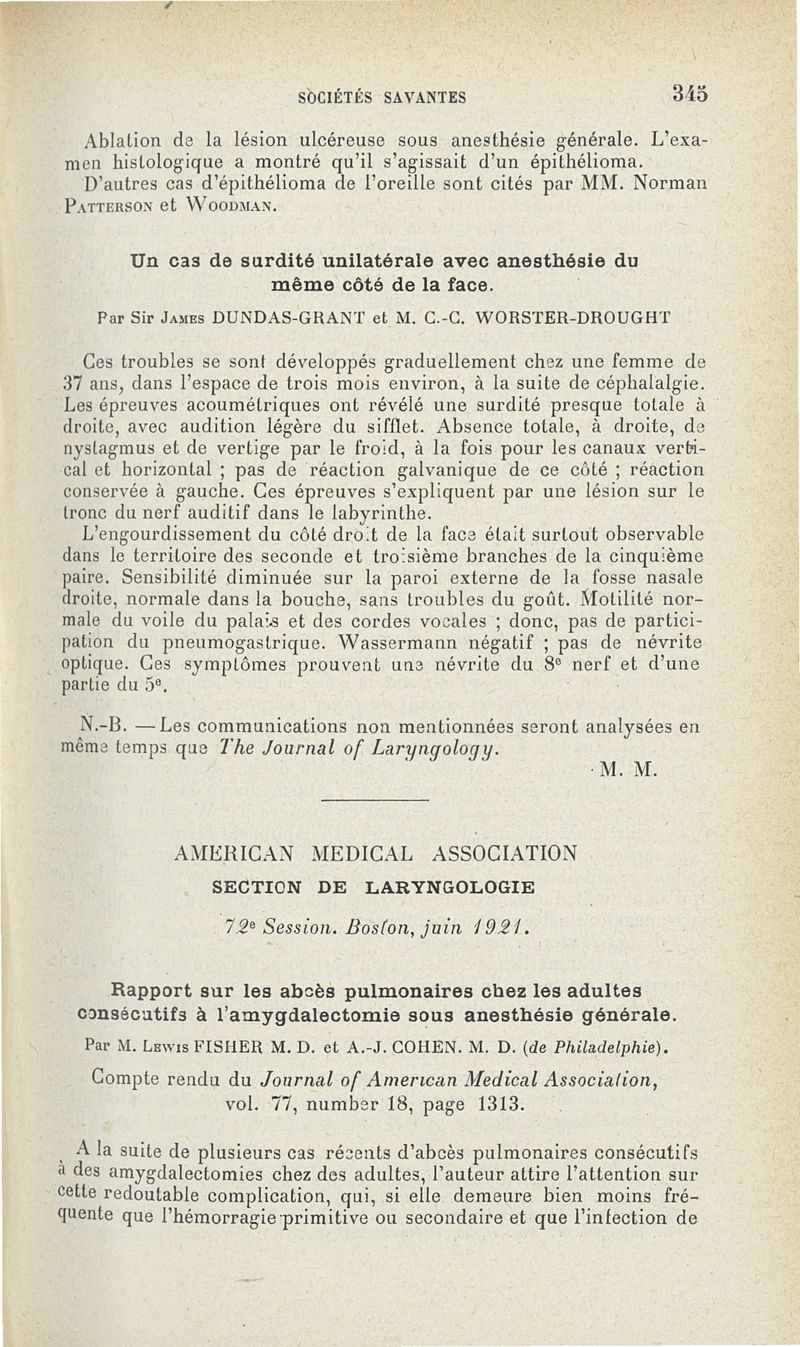 SOCIÉTÉS SAVANTES 345
Ablation de la lésion ulcéreuse sous anesthésie générale. L'exa-
men histologique a montré qu'il s'agissait d'un épithélioma.
D'autres cas d'épithélioma de l'oreille sont cités par MM. Norman
PATTERSON et WOODMAN.
Un cas de surdité unilatérale avec anesthésie du
même côté de la face.
Par Sir JAMES DUNDAS-GRANT et M. C.-C. WORSTER-DROUGHT
Ces troubles se sont développés graduellement chez une femme de
37 ans, dans l'espace de trois mois environ, à la suite de céphalalgie.
Les épreuves acoumétriques ont révélé une surdité presque totale à
droite, avec audition légère du sifflet. Absence totale, à droite, de
nystagmus et de vertige par le froid, à la fois pour les canaux verti-
cal et horizontal ; pas de réaction galvanique de ce côté ; réaction
conservée à gauche. Ces épreuves s'expliquent par une lésion sur le
tronc du nerf auditif dans le labyrinthe.
L'engourdissement du côté droit de la face était surtout observable
dans le territoire des seconde et troisième branches de la cinquième
paire. Sensibilité diminuée sur la paroi externe de la fosse nasale
droite, normale dans la bouche, sans troubles du goût. Motilité nor-
male du voile du palais et des cordes vocales ; donc, pas de partici-
pation du pneumogastrique. Wassermann négatif ; pas de névrite
optique. Ces symptômes prouvent une névrite du 8e nerf et d'une
partie du 5e.
N.-B. — Les communications non mentionnées seront analysées en
même temps que The Journal of Laryngology.
M. M.
AMERICAN MEDICAL ASSOCIATION
SECTION DE LARYNGOLOGIE
72e Session. Boston, juin 1921.
Rapport sur les abcès pulmonaires chez les adultes
consécutifs à l'amygdalectomie sous anesthésie générale.
Par M. LEWIS FISHER M. D. et A.-J. COHEN. M. D. (de Philadelphie).
Compte rendu du Journal of American Medical Association,
vol. 77, number 18, page 1313.
A la suite de plusieurs cas récents d'abcès pulmonaires consécutifs
à des amygdalectomies chez des adultes, l'auteur attire l'attention sur
cette redoutable complication, qui, si elle demeure bien moins fré-
quente que l'hémorragie primitive ou secondaire et que l'infection de